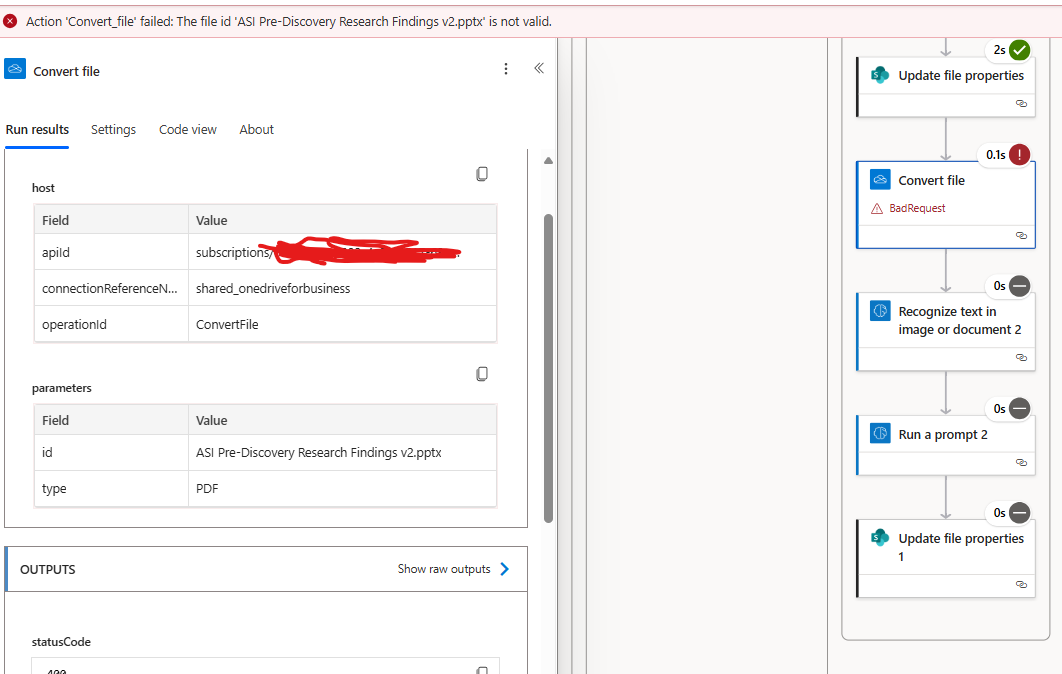 Action 'Convert_file' failed: The file id 'ASI Pre-Discovery Research Findings v2.pptx' is not valid.
Convert file
Run results Settings Code view About
host
Field Value
apiId subscriptions/
connectionReferenceN... shared_onedriveforbusiness
operationId ConvertFile
parameters
Field Value
id ASI Pre-Discovery Research Findings v2.pptx
type PDF
OUTPUTS Show raw outputs
statusCode
400
2s
Update file properties
0.1s
Convert file
BadRequest
0s
Recognize text in
image or document 2
0s
Run a prompt 2
0s
Update file properties
1